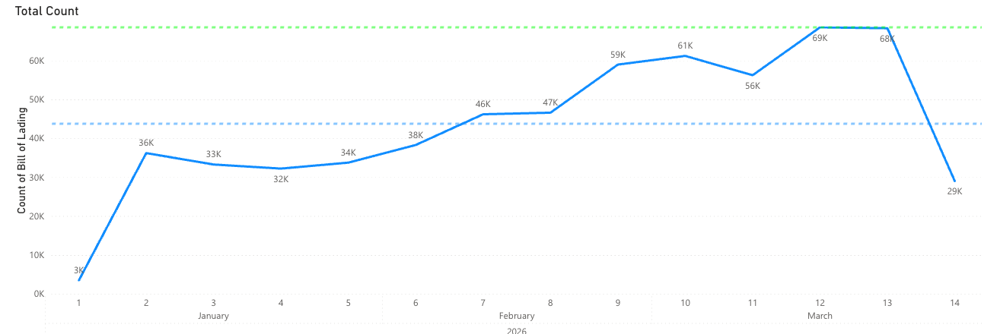 Total Count
Count of Bill of Lading
60K
50K
40K
30K
20K
10K
0K
3K
36K
33K
32K
34K
38K
46K
47K
59K
61K
56K
69K
68K
29K
1 2 3 4 5 6 7 8 9 10 11 12 13 14
January February March
2026